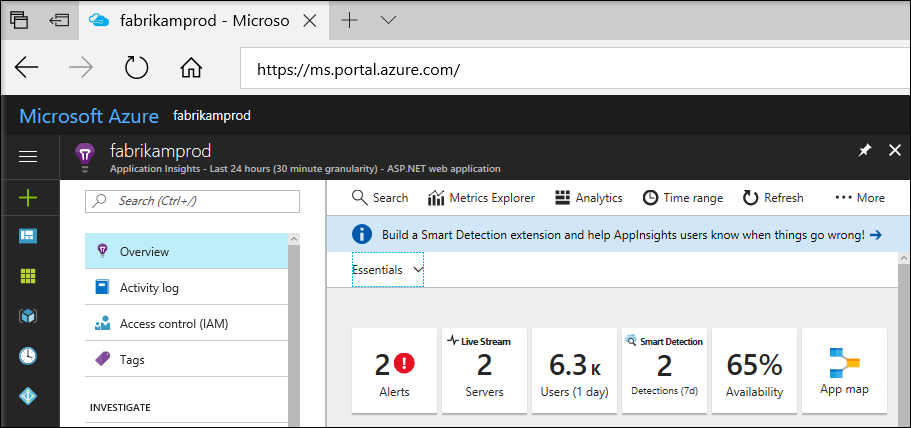 fabrikamprod - Microso
https://ms.portal.azure.com/
Microsoft Azure fabrikamprod
fabrikamprod
Application Insights - Last 24 hours (30 minute granularity) - ASP.NET web application
Search (Ctrl+/)
Overview
Activity log
Access control (IAM)
Tags
INVESTIGATE
Search Metrics Explorer Analytics Time range Refresh More
Build a Smart Detection extension and help AppInsights users know when things go wrong!
Essentials
2
Alerts
Live Stream
2
Servers
6.3 K
Users (1 day)
Smart Detection
2
Detections (7d)
65%
Availability
App map